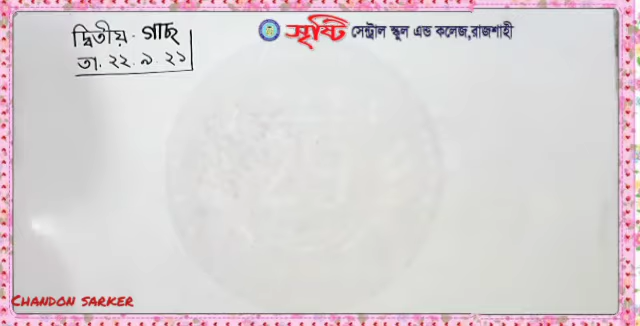 দ্বিতীয়. গাছ
তা. ২২. ৯. ২১
সৃষ্টি সেন্ট্রাল স্কুল এন্ড কলেজ,রাজশাহী
CHANDON SARKER